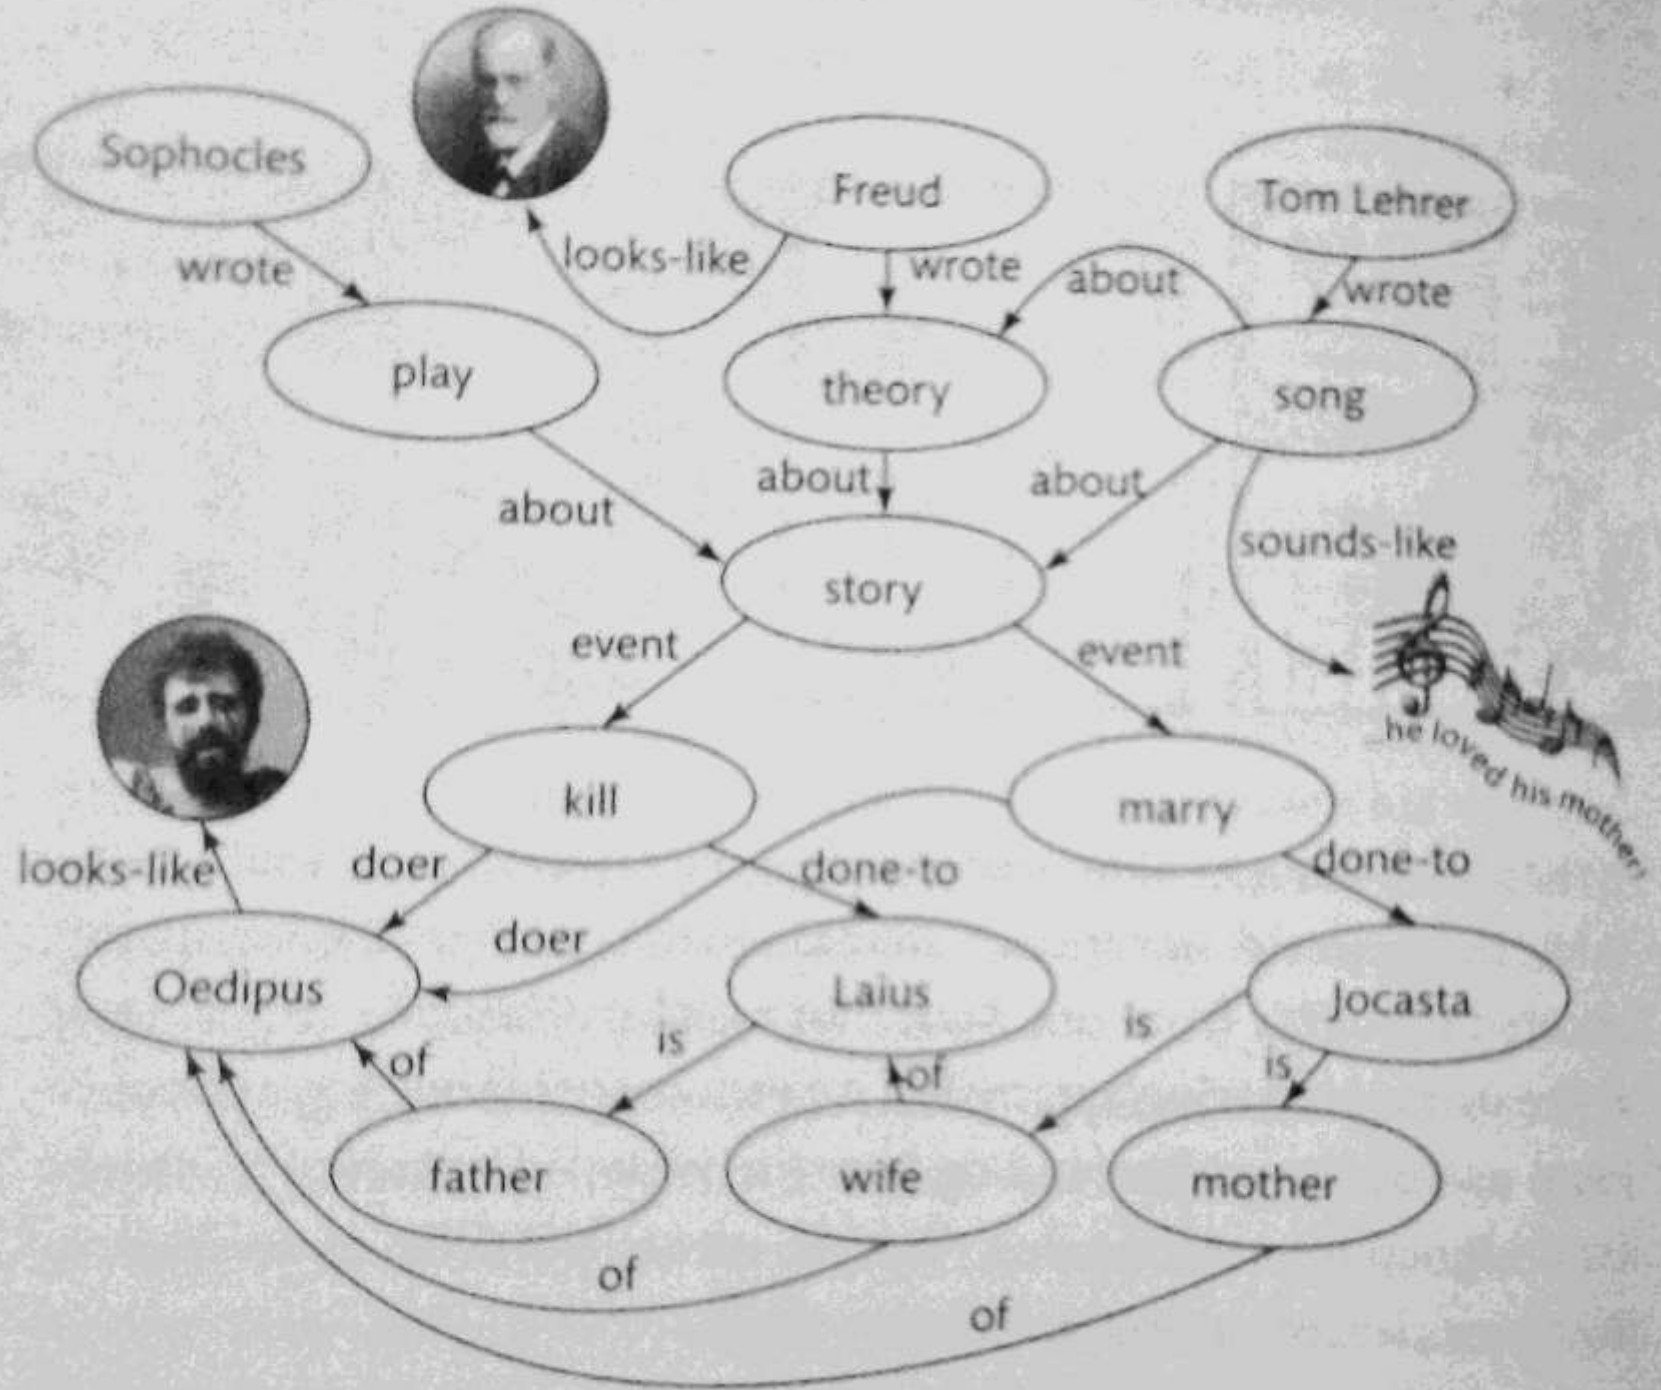 Sophocles
Freud
Tom Lehrer
wrote
looks-like
wrote
about
wrote
play
theory
song
about
about
about
sounds-like
story
event
event
he loved his mother
kill
marry
looks-like
doer
done-to
done-to
doer
Oedipus
Laius
Jocasta
of
is
of
is
is
father
wife
mother
of
of